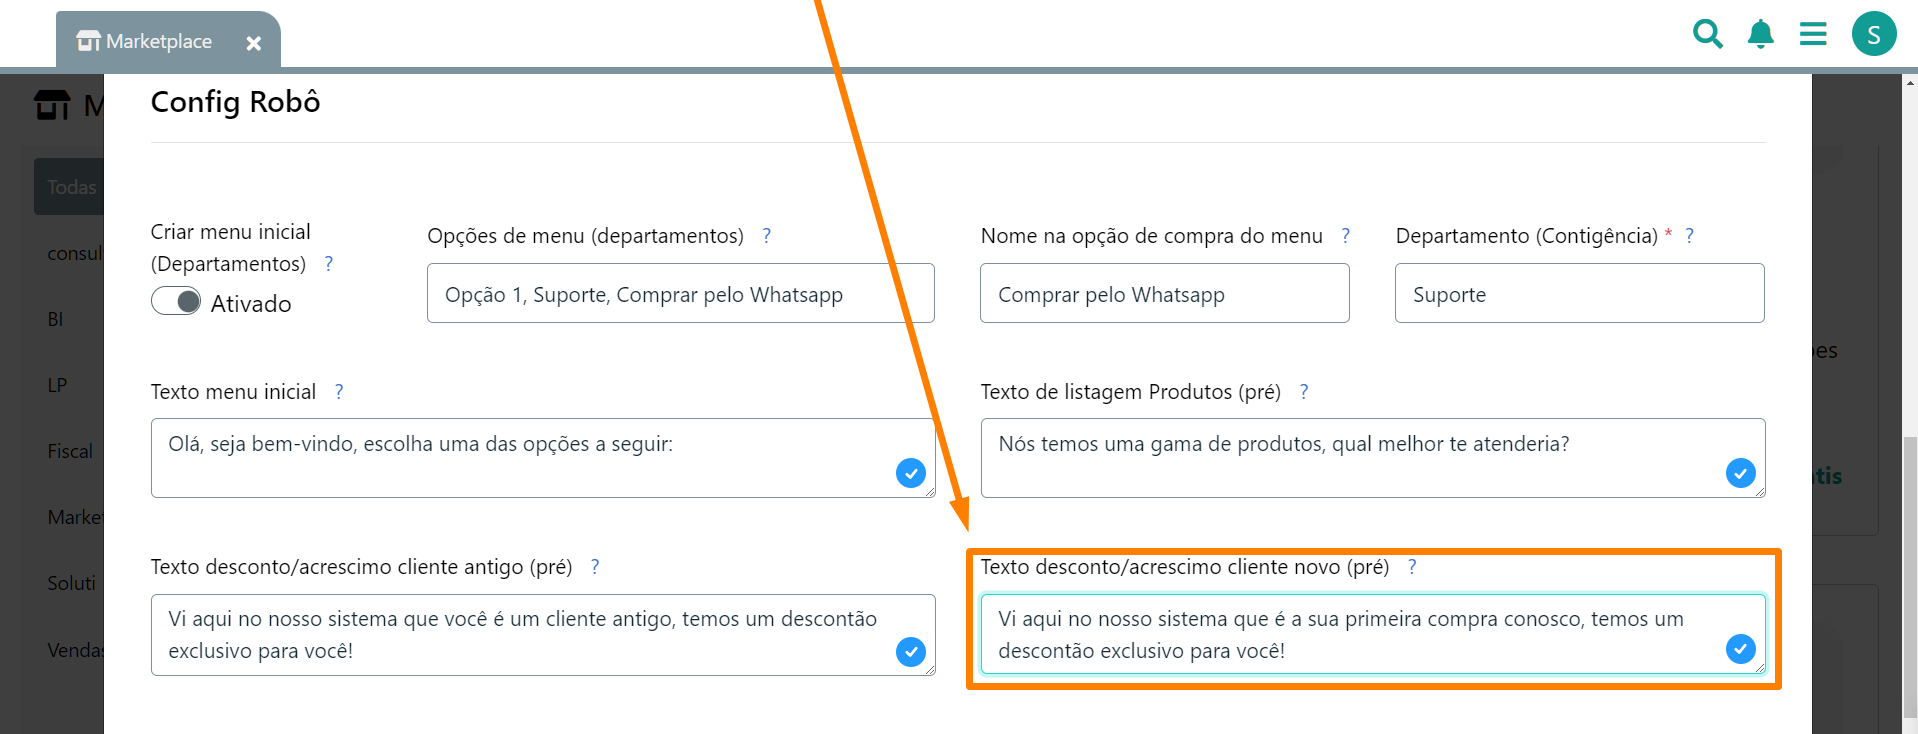 Marketplace
S
M
Config Robô
Todas
consul
BI
LP
Fiscal
Market
Soluti
Vendas
Criar menu inicial
(Departamentos) ?
Ativado
Opções de menu (departamentos) ?
Opção 1, Suporte, Comprar pelo Whatsapp
Nome na opção de compra do menu ?
Comprar pelo Whatsapp
Departamento (Contigência) * ?
Suporte
Texto menu inicial ?
Olá, seja bem-vindo, escolha uma das opções a seguir:
Texto de listagem Produtos (pré) ?
Nós temos uma gama de produtos, qual melhor te atenderia?
Texto desconto/acrescimo cliente antigo (pré) ?
Vi aqui no nosso sistema que você é um cliente antigo, temos um descontão
exclusivo para você!
Texto desconto/acrescimo cliente novo (pré) ?
Vi aqui no nosso sistema que é a sua primeira compra conosco, temos um
descontão exclusivo para você!
es
tis